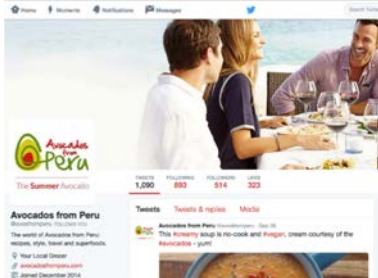 Home Moments Notifications Messages
Avocados
from
Peru
The Summer Avocado
TWEETS FOLLOWING FOLLOWERS LIKES
1,090 893 514 323
Tweets Tweets & replies Media
Avocados from Peru
FOLLOWS YOU
The world of Avocados from Peru:
recipes, style, travel and superfoods.
Your Local Grocer
avocadosfromperu.com
Joined December 2014
Avocados from Peru
This #creamy soup is no-cook and #vegan, cream courtesy of the
#avocados - yum!